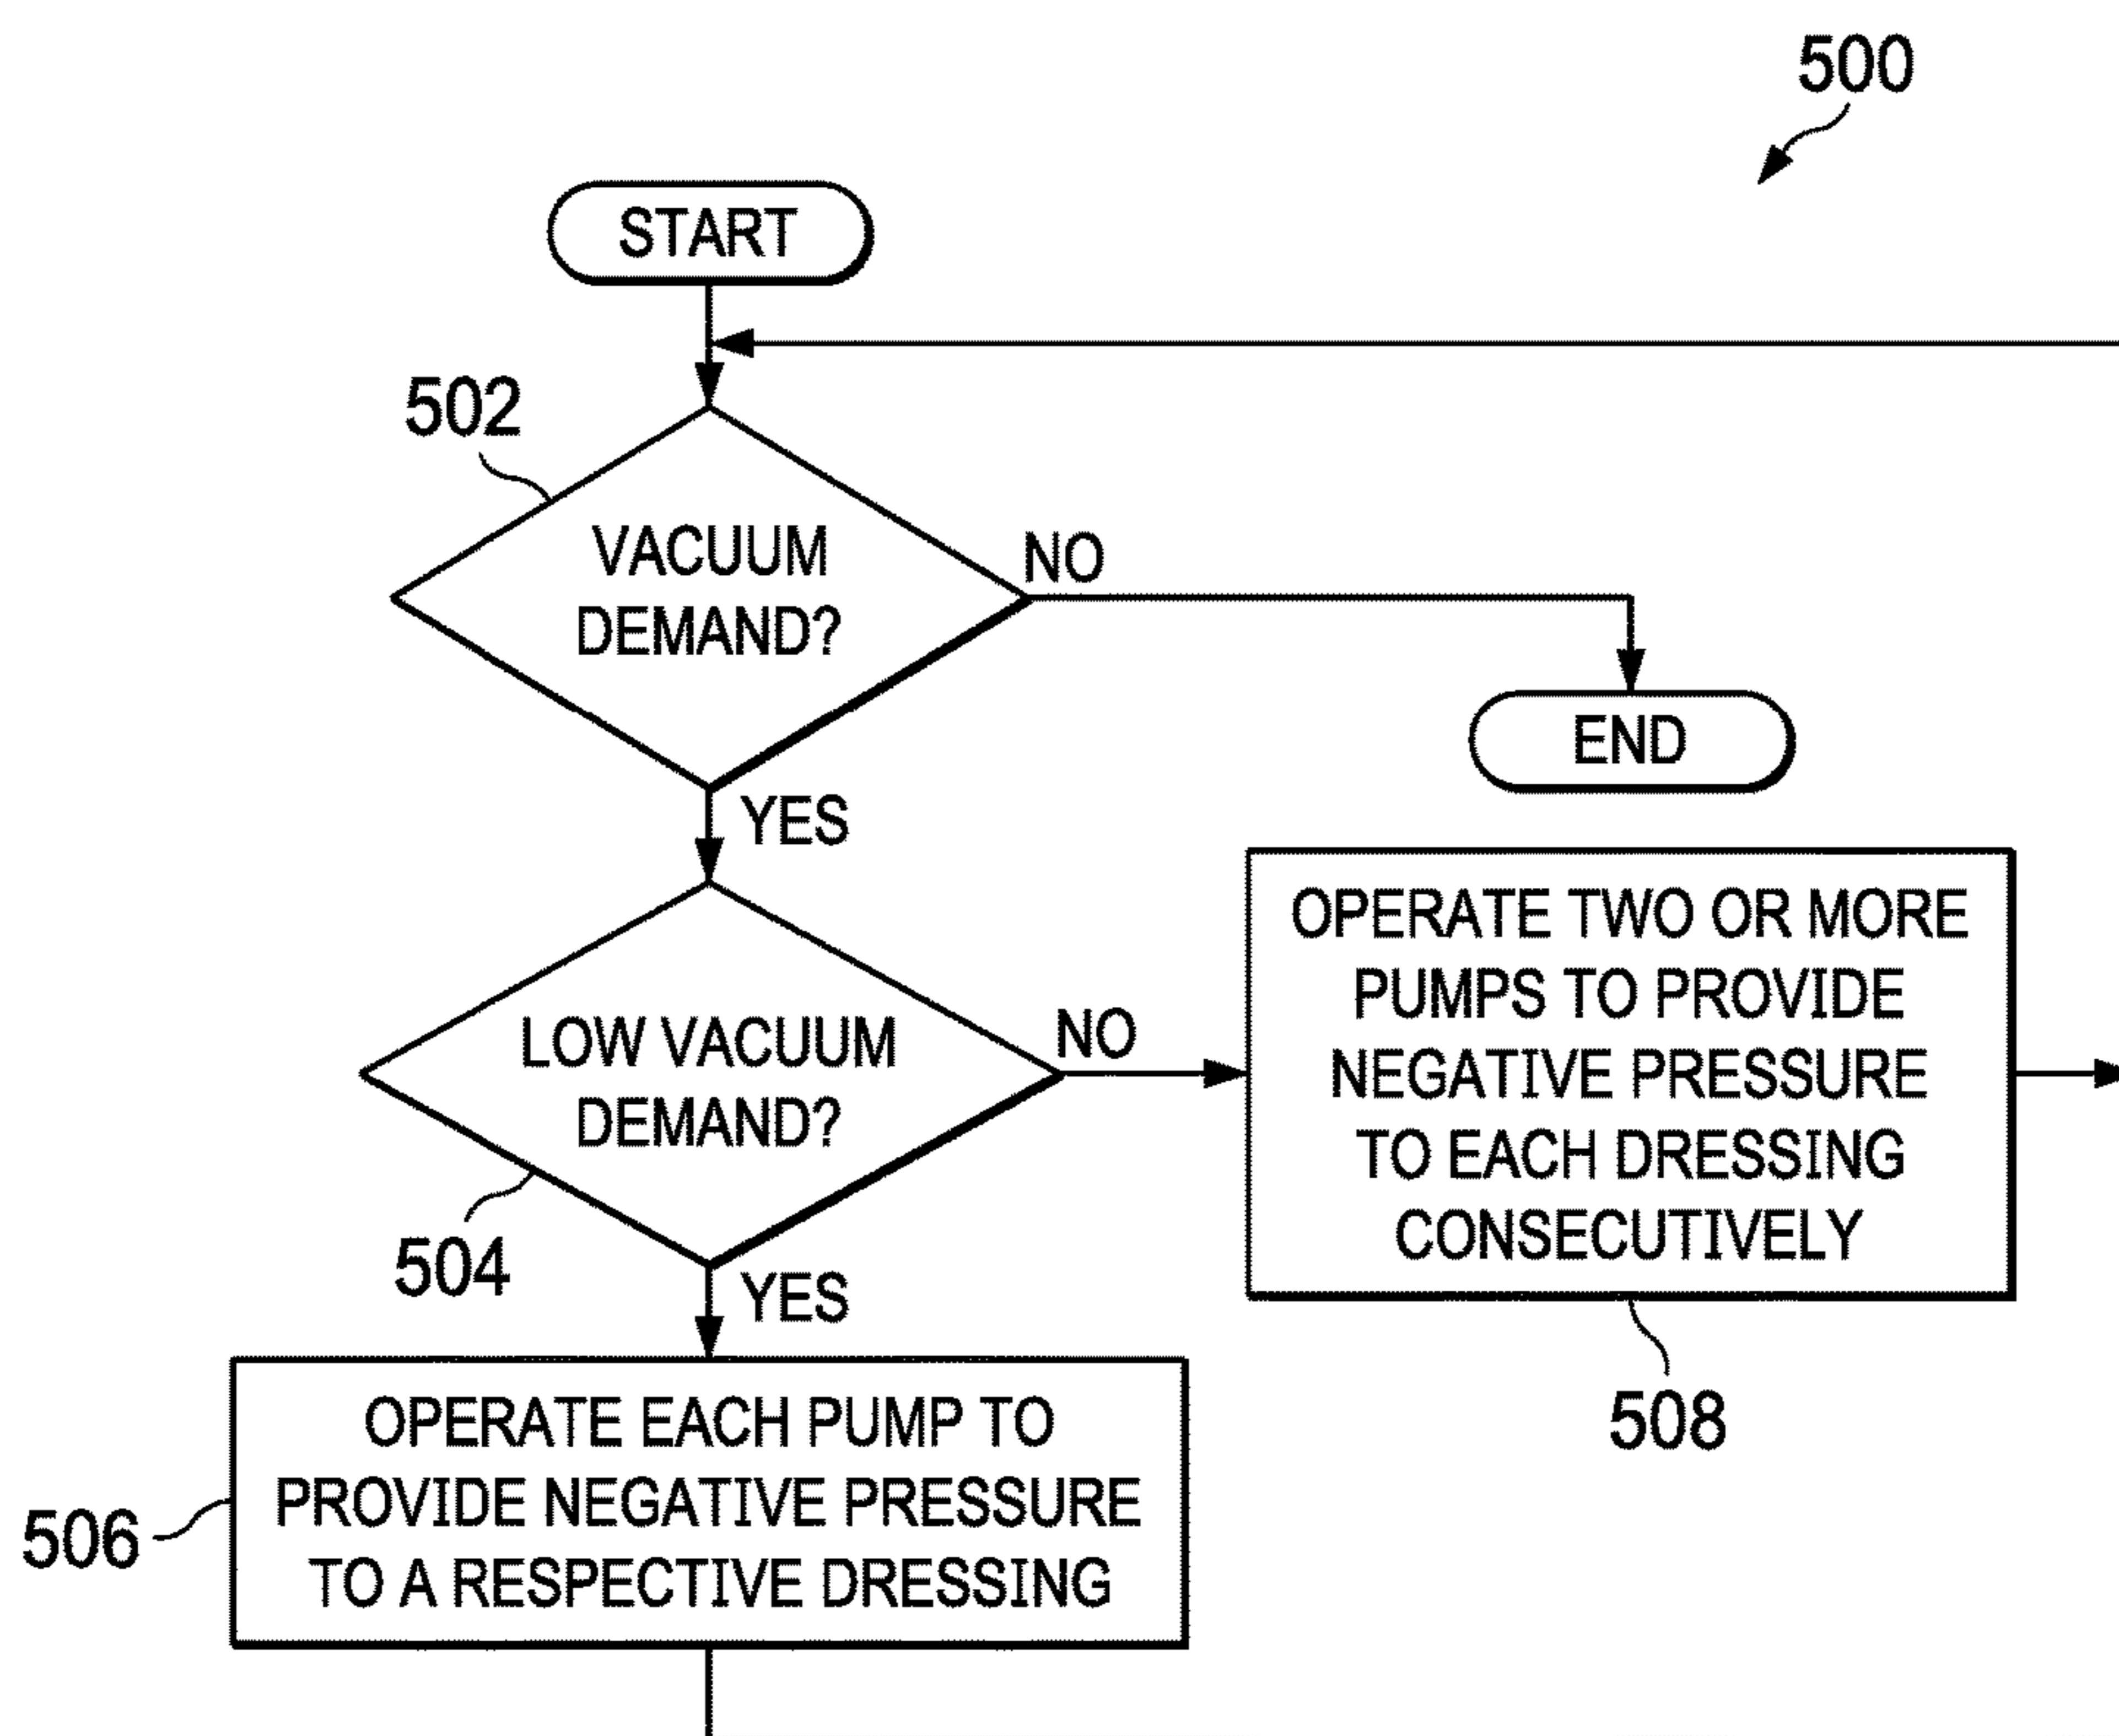 500
START
502
VACUUM
DEMAND?
NO
END
YES
LOW VACUUM
DEMAND?
NO
504
YES
OPERATE TWO OR MORE
PUMPS TO PROVIDE
NEGATIVE PRESSURE
TO EACH DRESSING
CONSECUTIVELY
508
OPERATE EACH PUMP TO
PROVIDE NEGATIVE PRESSURE
TO A RESPECTIVE DRESSING
506